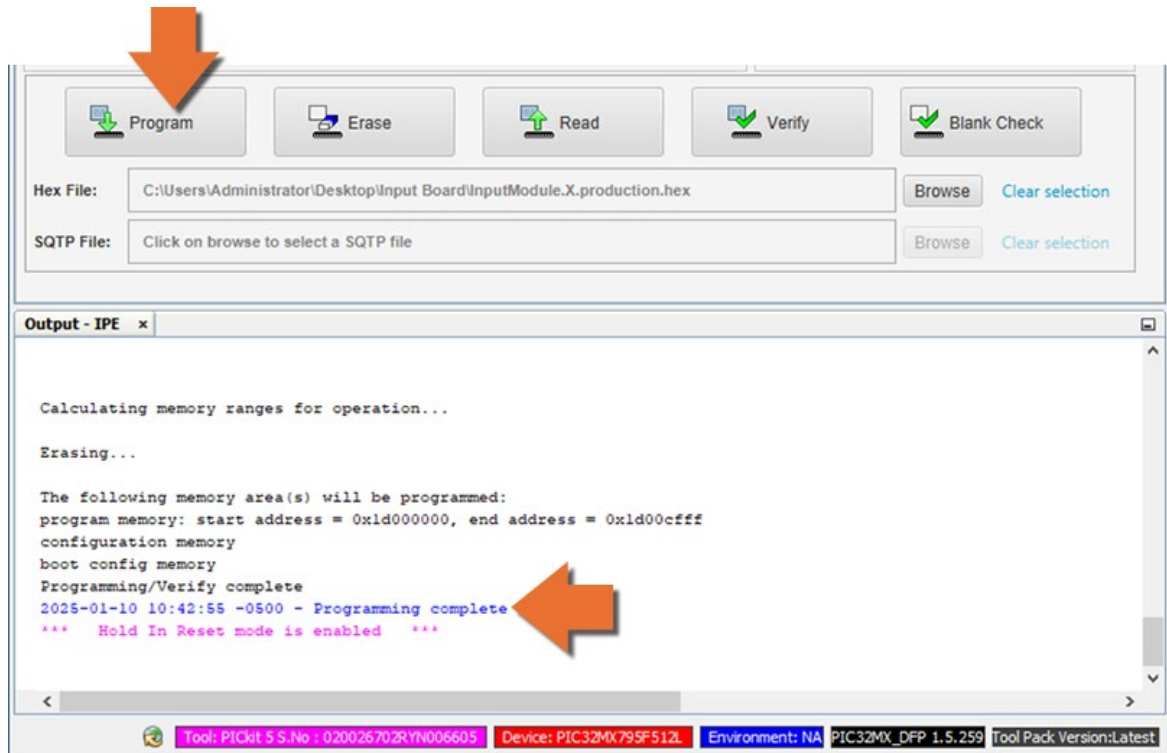 Program Erase Read Verify Blank Check
Hex File: C:\Users\Administrator\Desktop\Input Board\InputModule.X.production.hex Browse Clear selection
SQTP File: Click on browse to select a SQTP file Browse Clear selection
Output - IPE ×
Calculating memory ranges for operation...
Erasing...
The following memory area(s) will be programmed:
program memory: start address = 0x1d000000, end address = 0x1d00cfff
configuration memory
boot config memory
Programming/Verify complete
2025-01-10 10:42:55 -0500 - Programming complete
*** Hold In Reset mode is enabled ***
Tool: PICkit 5 S.No : 020026702RYN006605 Device: PIC32MX795F512L Environment: NA PIC32MX_DFP 1.5.259 Tool Pack Version:Latest